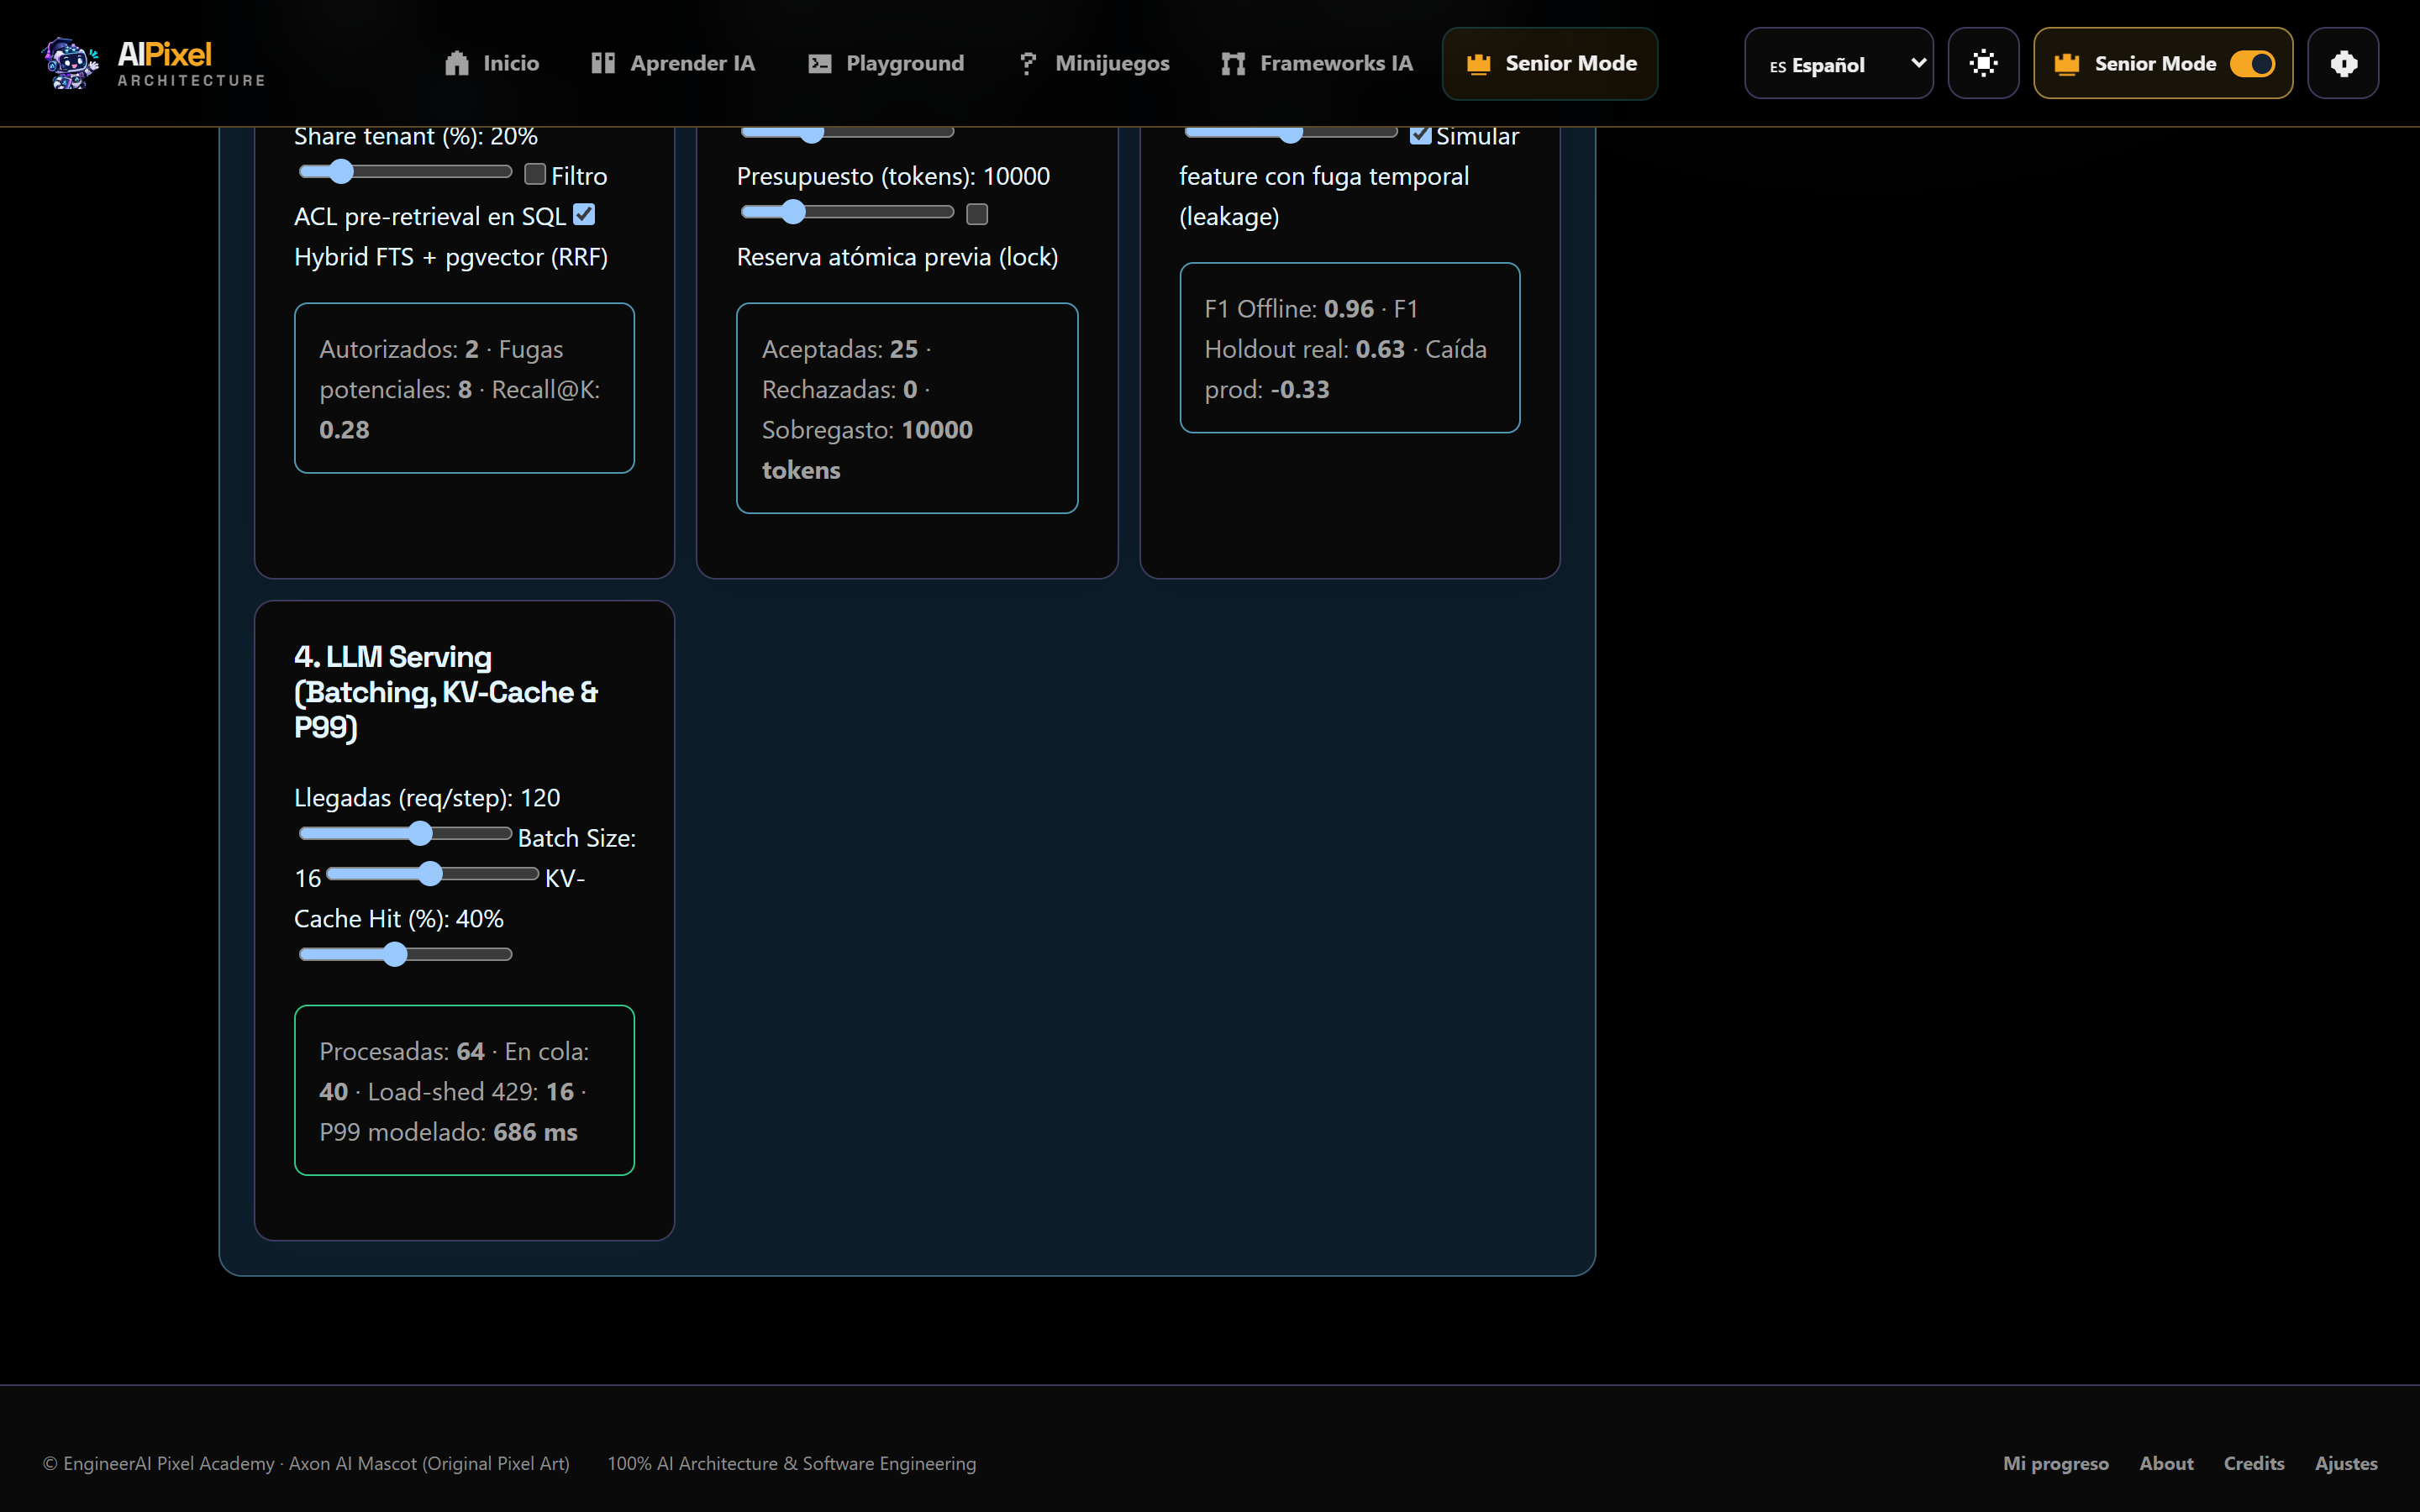 AIPixel
ARCHITECTURE
Inicio
Aprender IA
Playground
Minijuegos
Frameworks IA
Senior Mode
ES Español
Senior Mode
Share tenant (%): 20%
Filtro
ACL pre-retrieval en SQL
Hybrid FTS + pgvector (RRF)
Autorizados: 2 · Fugas
potenciales: 8 · Recall@K:
0.28
Presupuesto (tokens): 10000
Reserva atómica previa (lock)
Aceptadas: 25 ·
Rechazadas: 0 ·
Sobregasto: 10000
tokens
Simular
feature con fuga temporal
(leakage)
F1 Offline: 0.96 · F1
Holdout real: 0.63 · Caída
prod: -0.33
4. LLM Serving
(Batching, KV-Cache &
P99)
Llegadas (req/step): 120
Batch Size:
16 KV-
Cache Hit (%): 40%
Procesadas: 64 · En cola:
40 · Load-shed 429: 16 ·
P99 modelado: 686 ms
© EngineerAI Pixel Academy · Axon AI Mascot (Original Pixel Art)
100% AI Architecture & Software Engineering
Mi progreso
About
Credits
Ajustes